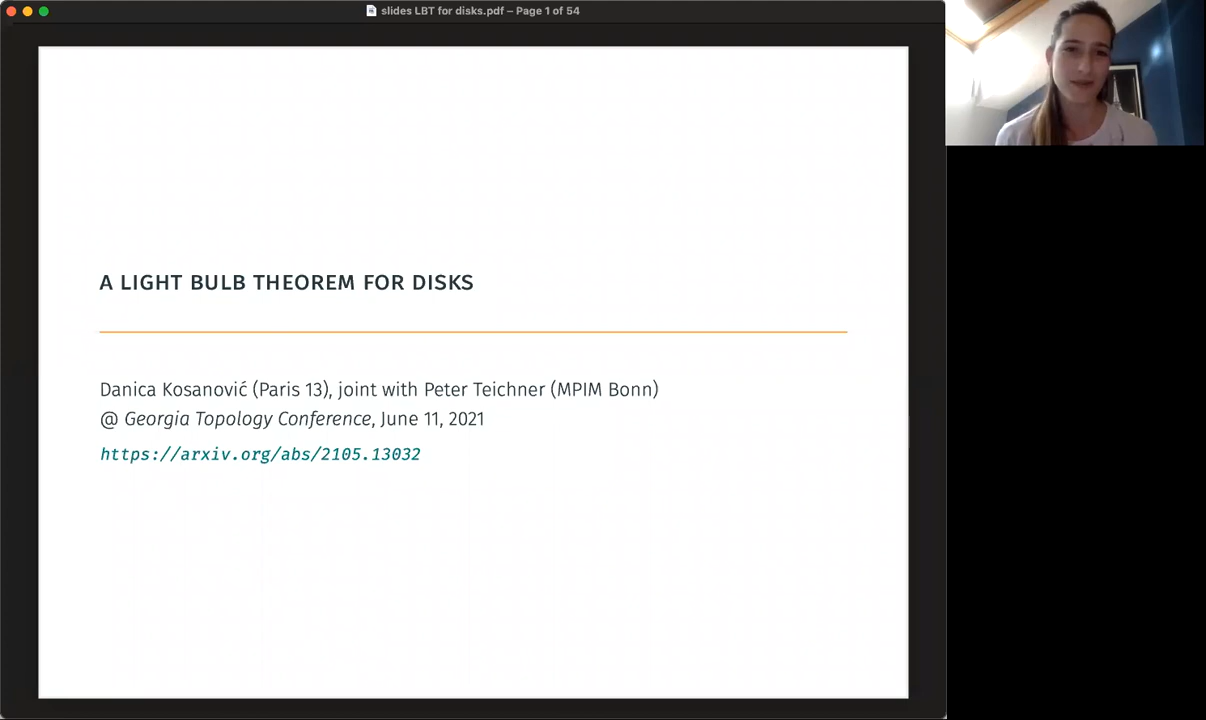 slides LBT for disks.pdf – Page 1 of 54
A LIGHT BULB THEOREM FOR DISKS
Danica Kosanović (Paris 13), joint with Peter Teichner (MPIM Bonn)
@ Georgia Topology Conference, June 11, 2021
https://arxiv.org/abs/2105.13032